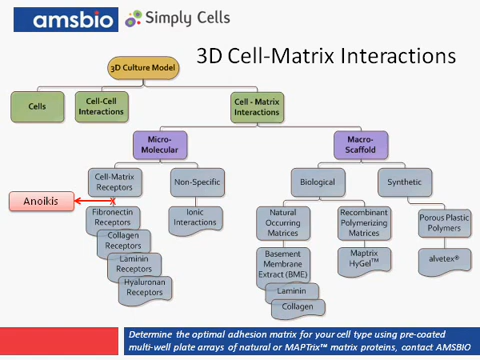 amsbio
Simply Cells
3D Cell-Matrix Interactions
3D Culture Model
Cells
Cell-Cell
Interactions
Cell - Matrix
Interactions
Micro-
Molecular
Macro-
Scaffold
Cell-Matrix
Receptors
Non-Specific
Biological
Synthetic
Anoikis
Fibronectin
Receptors
Collagen
Receptors
Laminin
Receptors
Hyaluronan
Receptors
Ionic
Interactions
Natural
Occurring
Matrices
Recombinant
Polymerizing
Matrices
Porous Plastic
Polymers
Basement
Membrane
Extract (BME)
Laminin
Collagen
Maptrix
HyGel™
alvetex®
Determine the optimal adhesion matrix for your cell type using pre-coated
multi-well plate arrays of natural or MAPTrix™ matrix proteins, contact AMSBIO